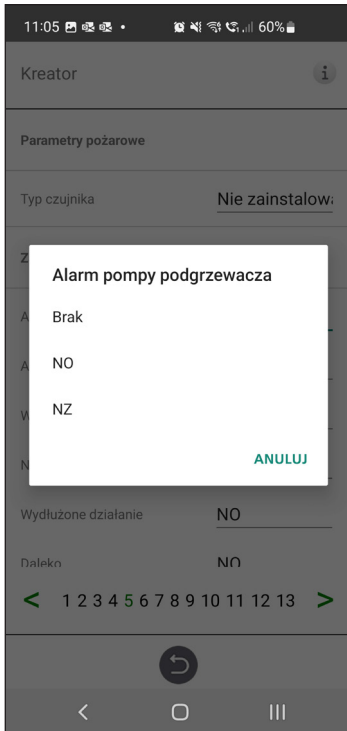 11:05 60%
Kreator i
Parametry pożarowe
Typ czujnika Nie zainstalow
Z
Alarm pompy podgrzewacza
A
Brak
A
NO
W
NZ
N
ANULUJ
Wydłużone działanie NO
Daleko NO
< 1 2 3 4 5 6 7 8 9 10 11 12 13 >